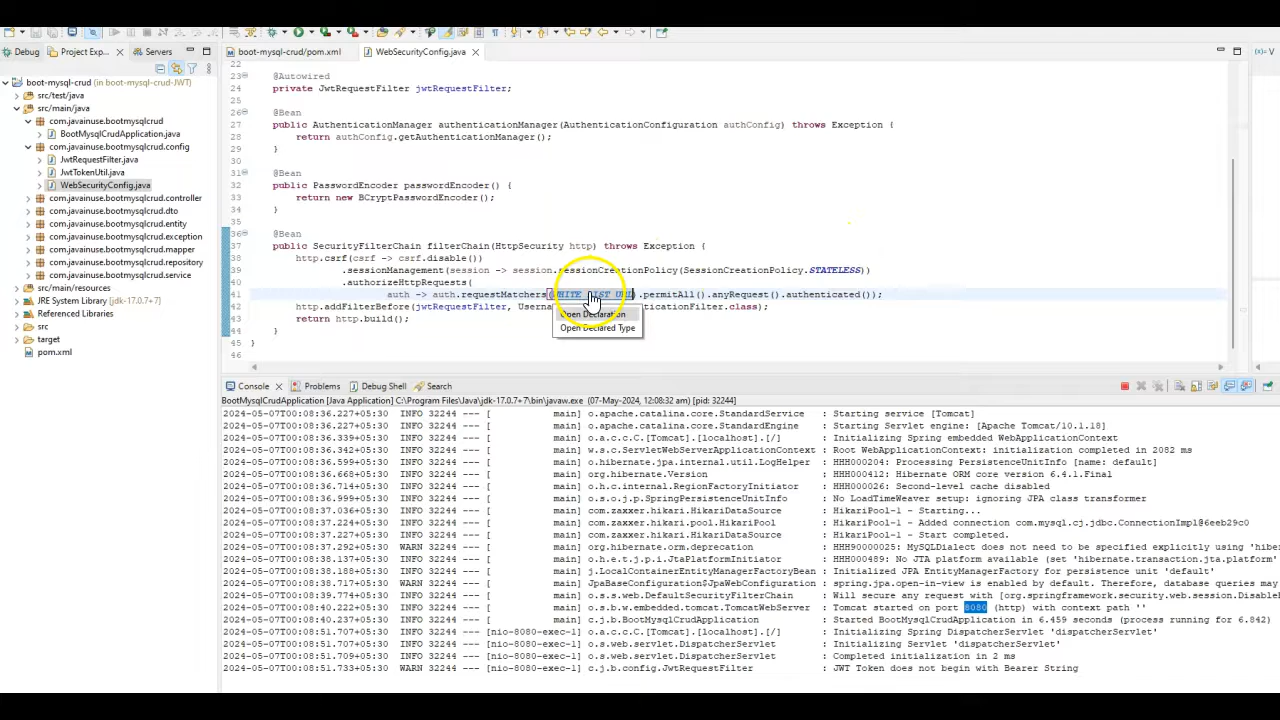 boot-mysql-crud/pom.xml
WebSecurityConfig.java
Debug
Project Exp...
Servers
boot-mysql-crud (in boot-mysql-crud-JWT)
src/test/java
src/main/java
com.javainuse.bootmysqlcrud
BootMysqlCrudApplication.java
com.javainuse.bootmysqlcrud.config
JwtRequestFilter.java
JwtTokenUtil.java
WebSecurityConfig.java
com.javainuse.bootmysqlcrud.controller
com.javainuse.bootmysqlcrud.dto
com.javainuse.bootmysqlcrud.entity
com.javainuse.bootmysqlcrud.exception
com.javainuse.bootmysqlcrud.mapper
com.javainuse.bootmysqlcrud.repository
com.javainuse.bootmysqlcrud.service
src/main/resources
JRE System Library
Referenced Libraries
src
target
pom.xml
22
23 @Autowired
24 private JwtRequestFilter jwtRequestFilter;
25
26 @Bean
27 public AuthenticationManager authenticationManager(AuthenticationConfiguration authConfig) throws Exception {
28 return authConfig.getAuthenticationManager();
29 }
30
31 @Bean
32 public PasswordEncoder passwordEncoder() {
33 return new BCryptPasswordEncoder();
34 }
35
36 @Bean
37 public SecurityFilterChain filterChain(HttpSecurity http) throws Exception {
38 http.csrf(csrf -> csrf.disable())
39 .sessionManagement(session -> session.sessionCreationPolicy(SessionCreationPolicy.STATELESS))
40 .authorizeHttpRequests(
41 auth -> auth.requestMatchers(WHITE_LIST_URL).permitAll().anyRequest().authenticated());
42 http.addFilterBefore(jwtRequestFilter, Usern
43 return http.build();
44 }
45 }
46
Open Declaration
Open Declared Type
Console
Problems
Debug Shell
Search
BootMysqlCrudApplication [Java Application] C:\Program Files\Java\jdk-17.0.7+7\bin\javaw.exe (07-May-2024, 12:08:32 am) [pid: 32244]
2024-05-07T00:08:36.227+05:30 INFO 32244 --- [ main] o.apache.catalina.core.StandardService : Starting service [Tomcat]
2024-05-07T00:08:36.227+05:30 INFO 32244 --- [ main] o.apache.catalina.core.StandardEngine : Starting Servlet engine: [Apache Tomcat/10.1.18]
2024-05-07T00:08:36.339+05:30 INFO 32244 --- [ main] o.a.c.c.C.[Tomcat].[localhost].[/] : Initializing Spring embedded WebApplicationContext
2024-05-07T00:08:36.342+05:30 INFO 32244 --- [ main] w.s.c.ServletWebServerApplicationContext : Root WebApplicationContext: initialization completed in 2082 ms
2024-05-07T00:08:36.599+05:30 INFO 32244 --- [ main] o.hibernate.jpa.internal.util.LogHelper : HHH000204: Processing PersistenceUnitInfo [name: default]
2024-05-07T00:08:36.668+05:30 INFO 32244 --- [ main] org.hibernate.Version : HHH000412: Hibernate ORM core version 6.4.1.Final
2024-05-07T00:08:36.714+05:30 INFO 32244 --- [ main] o.h.c.internal.RegionFactoryInitiator : HHH000026: Second-level cache disabled
2024-05-07T00:08:36.999+05:30 INFO 32244 --- [ main] o.s.o.j.p.SpringPersistenceUnitInfo : No LoadTimeWeaver setup: ignoring JPA class transformer
2024-05-07T00:08:37.036+05:30 INFO 32244 --- [ main] com.zaxxer.hikari.HikariDataSource : HikariPool-1 - Starting...
2024-05-07T00:08:37.224+05:30 INFO 32244 --- [ main] com.zaxxer.hikari.pool.HikariPool : HikariPool-1 - Added connection com.mysql.cj.jdbc.ConnectionImpl@6eeb29c0
2024-05-07T00:08:37.226+05:30 INFO 32244 --- [ main] com.zaxxer.hikari.HikariDataSource : HikariPool-1 - Start completed.
2024-05-07T00:08:37.292+05:30 WARN 32244 --- [ main] org.hibernate.orm.deprecation : HHH90000025: MySQLDialect does not need to be specified explicitly using 'hiber
2024-05-07T00:08:38.137+05:30 INFO 32244 --- [ main] o.h.e.t.j.p.i.JtaPlatformInitiator : HHH000489: No JTA platform available (set 'hibernate.transaction.jta.platform'
2024-05-07T00:08:38.188+05:30 INFO 32244 --- [ main] j.LocalContainerEntityManagerFactoryBean : Initialized JPA EntityManagerFactory for persistence unit 'default'
2024-05-07T00:08:38.717+05:30 WARN 32244 --- [ main] JpaBaseConfiguration$JpaWebConfiguration : spring.jpa.open-in-view is enabled by default. Therefore, database queries may
2024-05-07T00:08:39.774+05:30 INFO 32244 --- [ main] o.s.s.web.DefaultSecurityFilterChain : Will secure any request with [org.springframework.security.web.session.Disable
2024-05-07T00:08:40.222+05:30 INFO 32244 --- [ main] o.s.b.w.embedded.tomcat.TomcatWebServer : Tomcat started on port 8080 (http) with context path ''
2024-05-07T00:08:40.237+05:30 INFO 32244 --- [ main] c.j.b.BootMysqlCrudApplication : Started BootMysqlCrudApplication in 6.459 seconds (process running for 6.842)
2024-05-07T00:08:51.707+05:30 INFO 32244 --- [nio-8080-exec-1] o.a.c.c.C.[Tomcat].[localhost].[/] : Initializing Spring DispatcherServlet 'dispatcherServlet'
2024-05-07T00:08:51.707+05:30 INFO 32244 --- [nio-8080-exec-1] o.s.web.servlet.DispatcherServlet : Initializing Servlet 'dispatcherServlet'
2024-05-07T00:08:51.709+05:30 INFO 32244 --- [nio-8080-exec-1] o.s.web.servlet.DispatcherServlet : Completed initialization in 2 ms
2024-05-07T00:08:51.733+05:30 WARN 32244 --- [nio-8080-exec-1] c.j.b.config.JwtRequestFilter : JWT Token does not begin with Bearer String